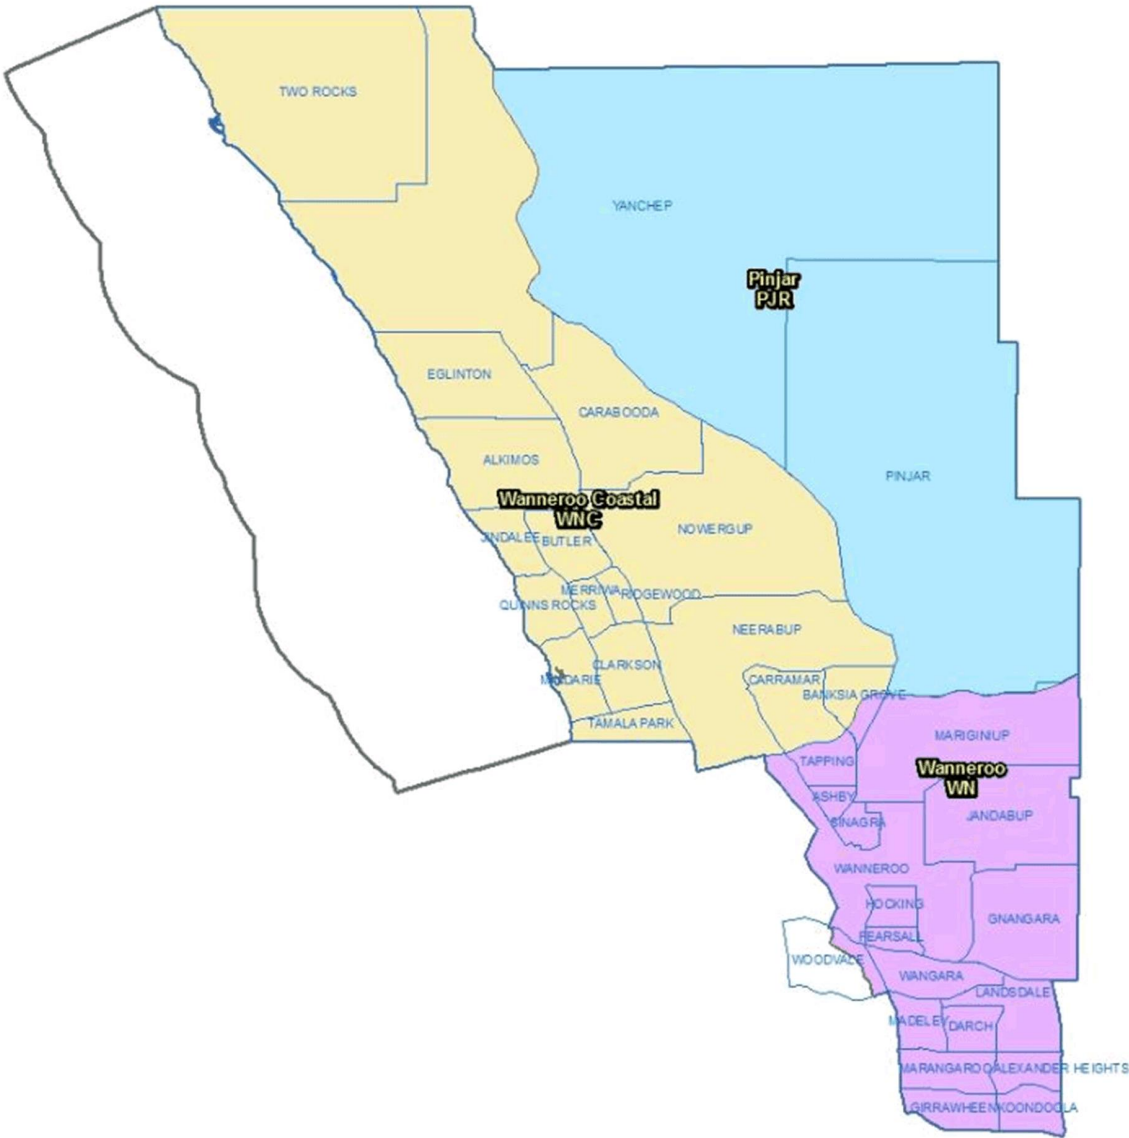 TWO ROCKS
YANCHEP
Pinjar
PJR
EGLINTON
CARABOODA
ALKIMOS
PINJAR
Wanneroo Coastal
WNC
NOWERGUP
JINDALEE
BUTLER
MERRIWA
RIDGEWOOD
QUINNS ROCKS
NEERABUP
CLARKSON
MINDARIE
CARRAMAR
BANKSIA GROVE
TAMALA PARK
MARIGINIUP
TAPPING
Wanneroo
WN
ASHBY
JANDABUP
SINAGRA
WANNEROO
HOCKING
GNANGARA
PEARSALL
WOODVALE
WANGARA
LANDSDALE
MADELEY
DARCH
MARANGAROO
ALEXANDER HEIGHTS
GIRRAWHEEN
KOONDOOLA